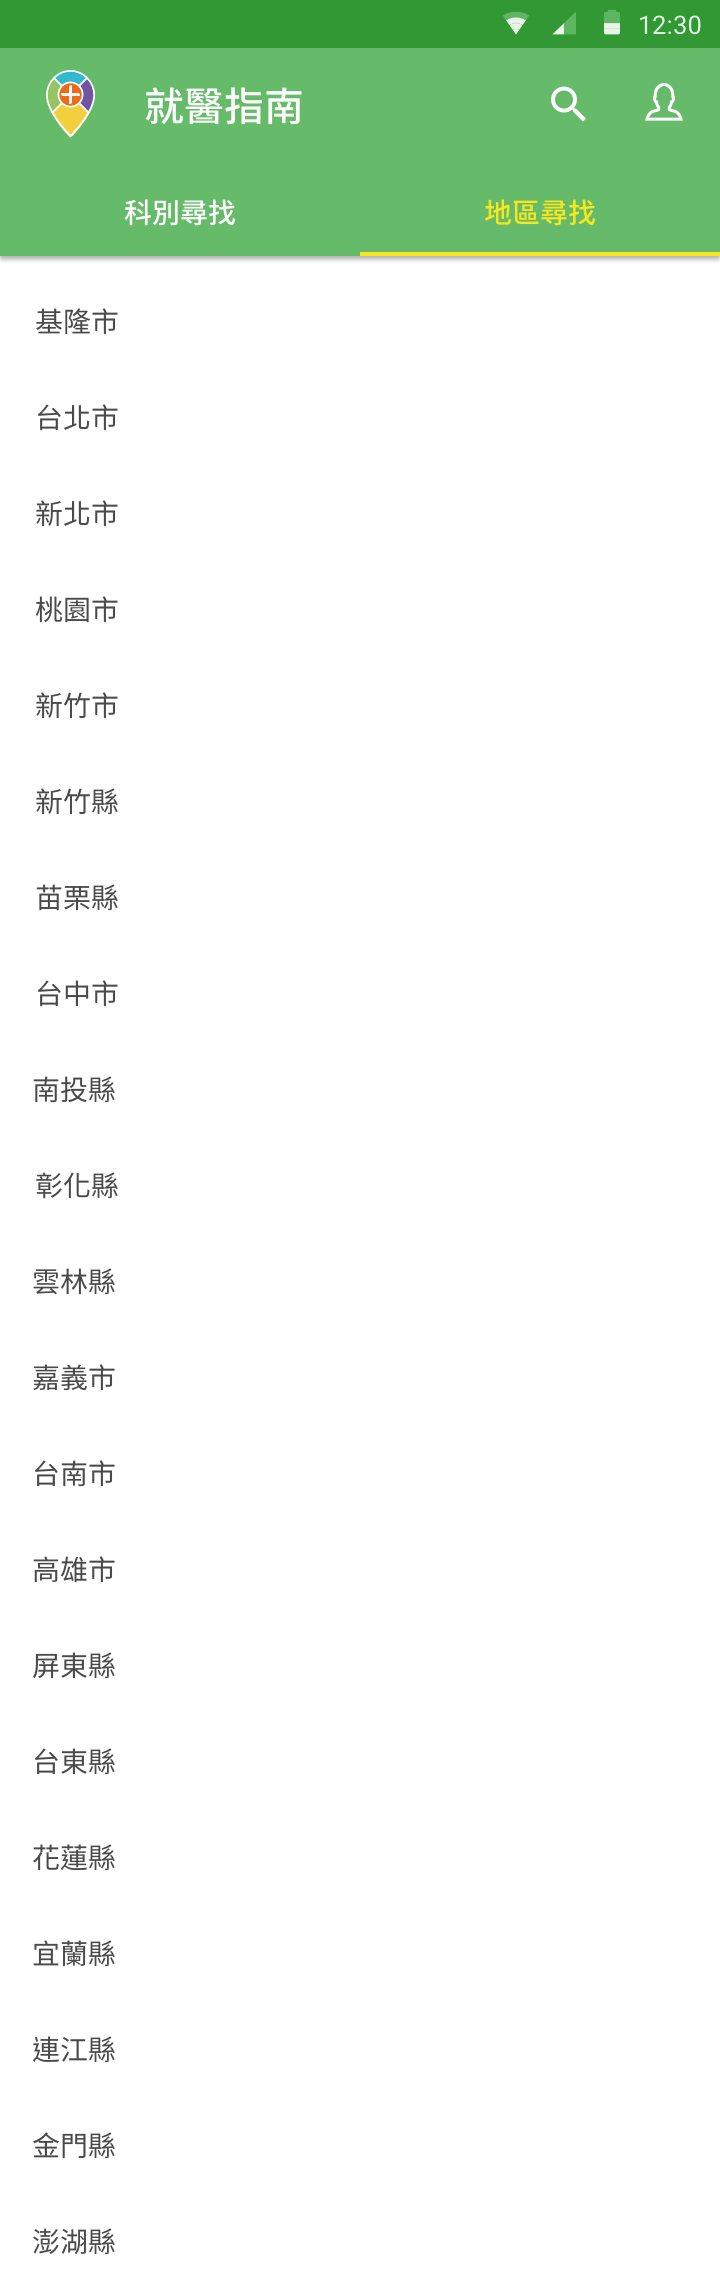 12:30
就醫指南
科別尋找 地區尋找
基隆市
台北市
新北市
桃園市
新竹市
新竹縣
苗栗縣
台中市
南投縣
彰化縣
雲林縣
嘉義市
台南市
高雄市
屏東縣
台東縣
花蓮縣
宜蘭縣
連江縣
金門縣
澎湖縣